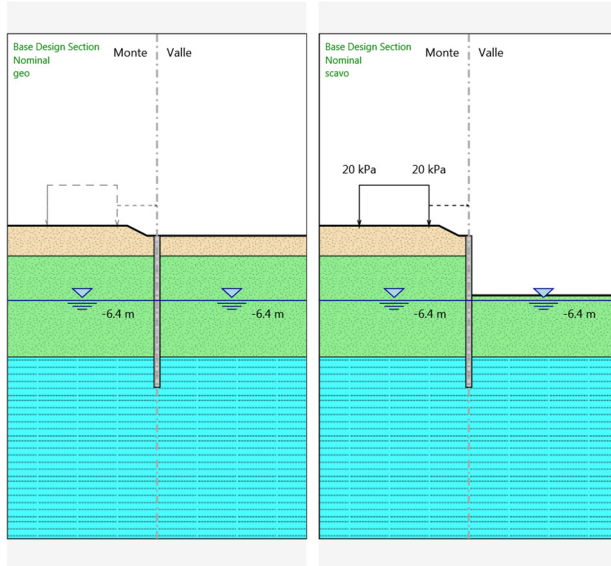 Base Design Section
Nominal
geo
Monte Valle
-6.4 m -6.4 m
Base Design Section
Nominal
scavo
Monte Valle
20 kPa 20 kPa
-6.4 m -6.4 m